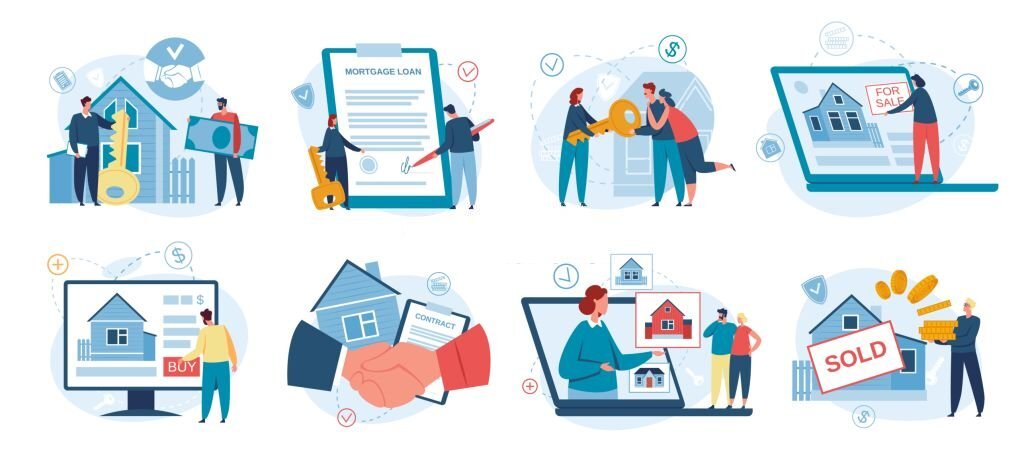 MORTGAGE LOAN
FOR
SALE
$
$
$
$
$
BUY
CONTRACT
SOLD
$